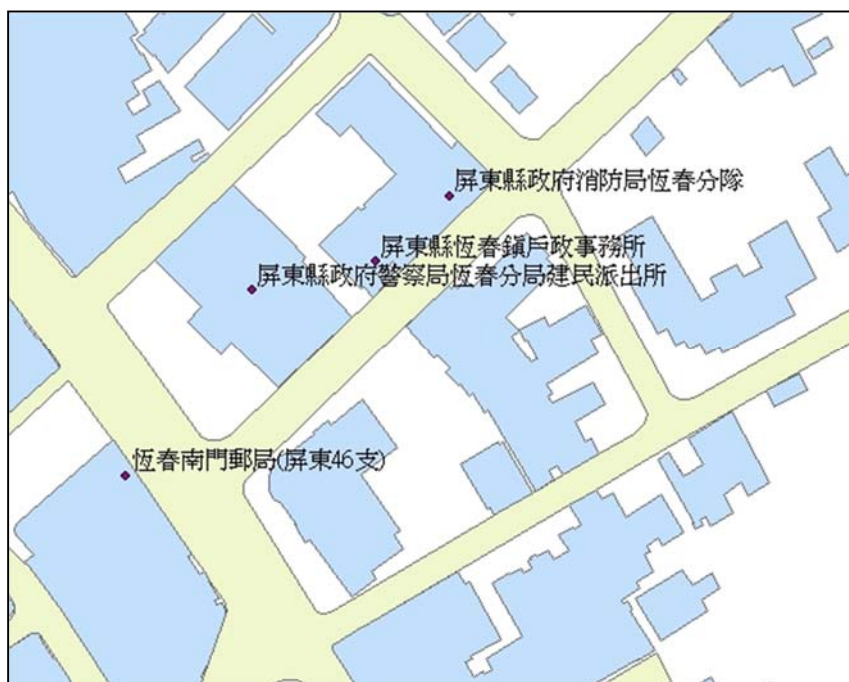 屏東縣政府消防局恆春分隊
屏東縣恆春鎮戶政事務所
屏東縣政府警察局恆春分局建民派出所
恆春南門郵局(屏東46支)